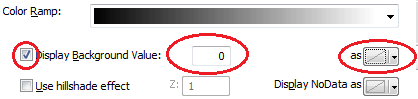 Color Ramp:
Display Background Value: 0 as
Use hillshade effect Z: 1 Display NoData as